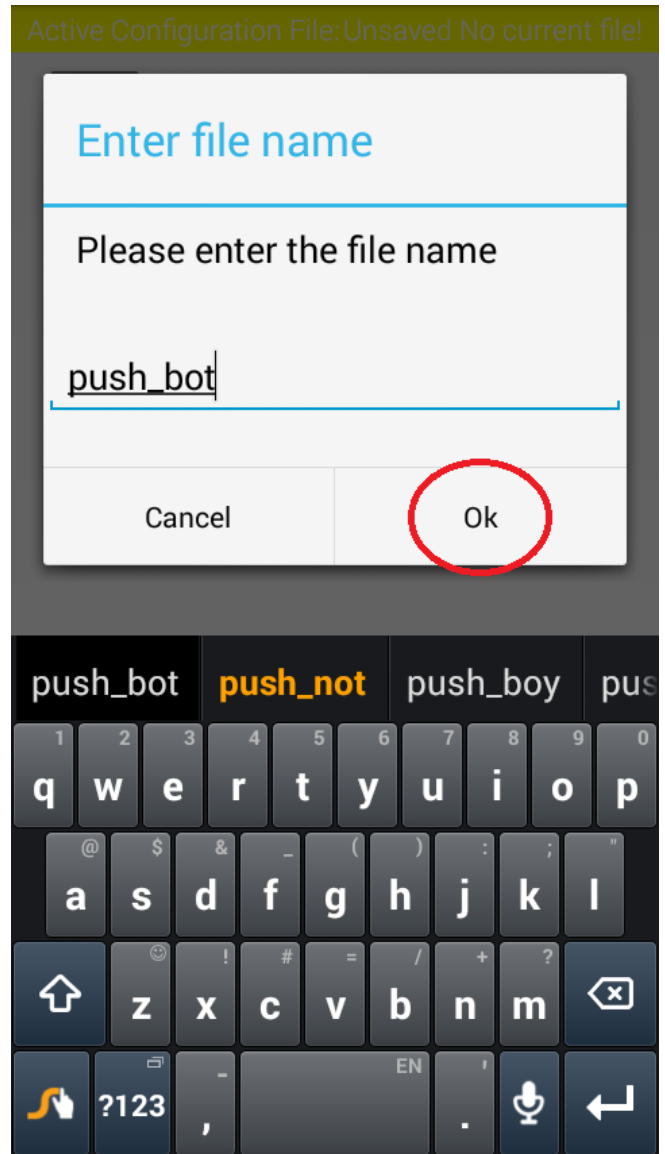 Active Configuration File: Unsaved No current file!
Enter file name
Please enter the file name
push_bot
Cancel Ok
push_bot push_not push_boy pus
1 2 3 4 5 6 7 8 9 0
q w e r t y u i o p
@ $ & _ ( ) : ; "
a s d f g h j k l
! # = / + ?
z x c v b n m
- EN '
?123 , .